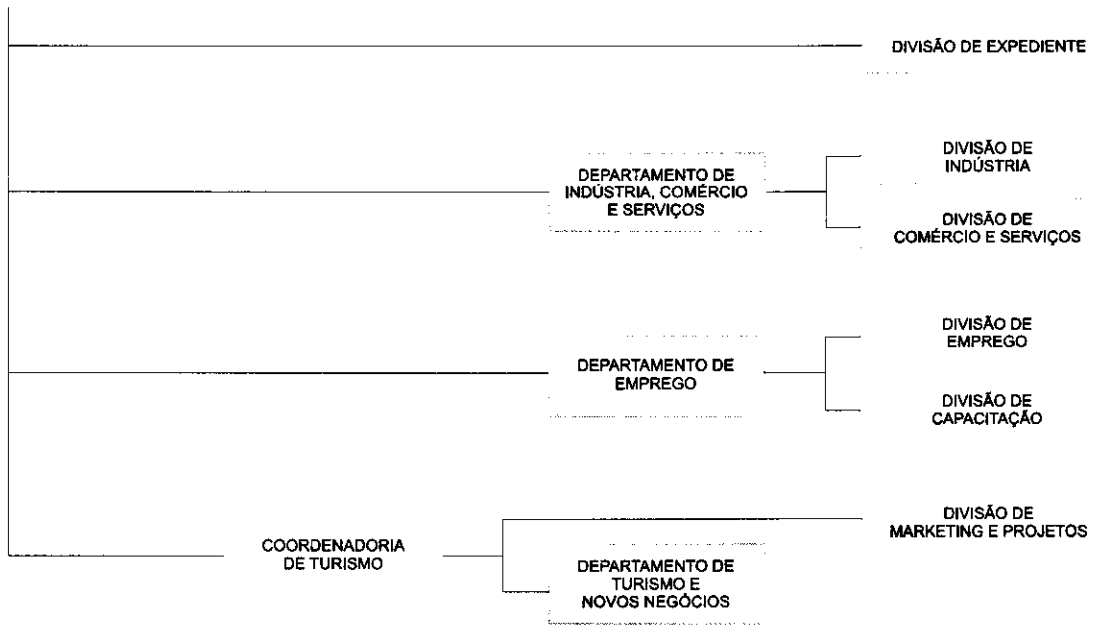 DIVISÃO DE EXPEDIENTE
DEPARTAMENTO DE
INDÚSTRIA, COMÉRCIO
E SERVIÇOS
DIVISÃO DE
INDÚSTRIA
DIVISÃO DE
COMÉRCIO E SERVIÇOS
DEPARTAMENTO DE
EMPREGO
DIVISÃO DE
EMPREGO
DIVISÃO DE
CAPACITAÇÃO
COORDENADORIA
DE TURISMO
DIVISÃO DE
MARKETING E PROJETOS
DEPARTAMENTO DE
TURISMO E
NOVOS NEGÓCIOS